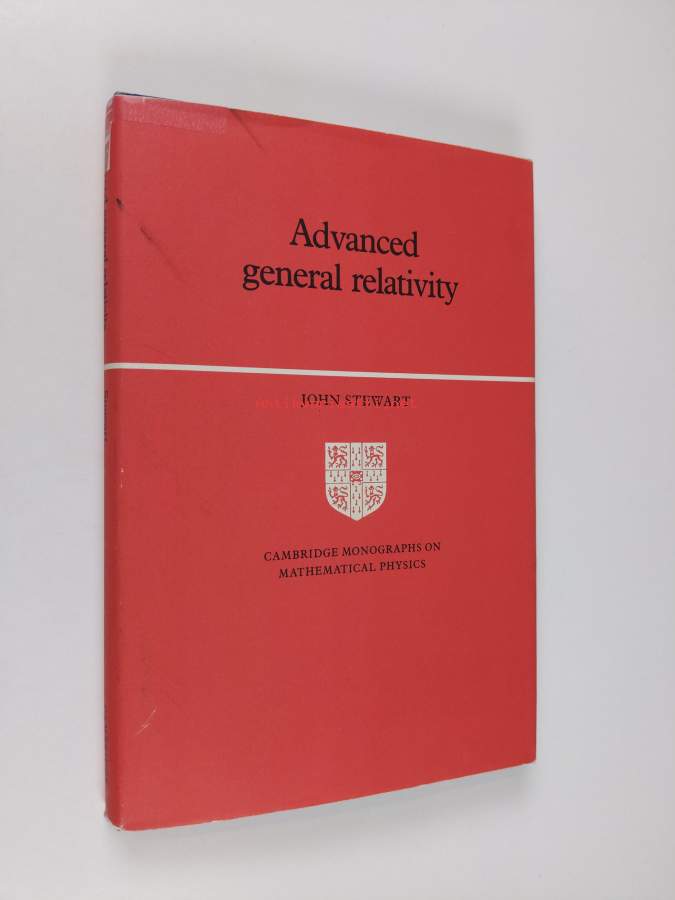 Advanced
general relativity
JOHN STEWART
CAMBRIDGE MONOGRAPHS ON
MATHEMATICAL PHYSICS